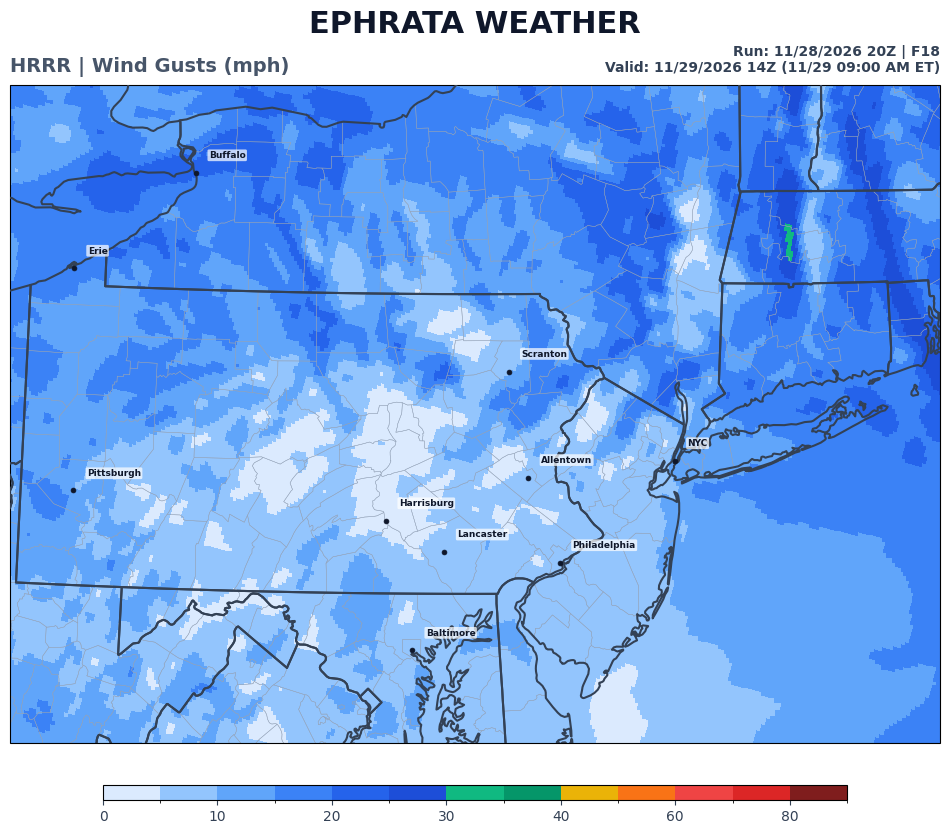 EPHRATA WEATHER
HRRR | Wind Gusts (mph)
Run: 11/28/2026 20Z | F18
Valid: 11/29/2026 14Z (11/29 09:00 AM ET)
Buffalo
Erie
Scranton
NYC
Allentown
Pittsburgh
Harrisburg
Lancaster
Philadelphia
Baltimore
0 10 20 30 40 60 80